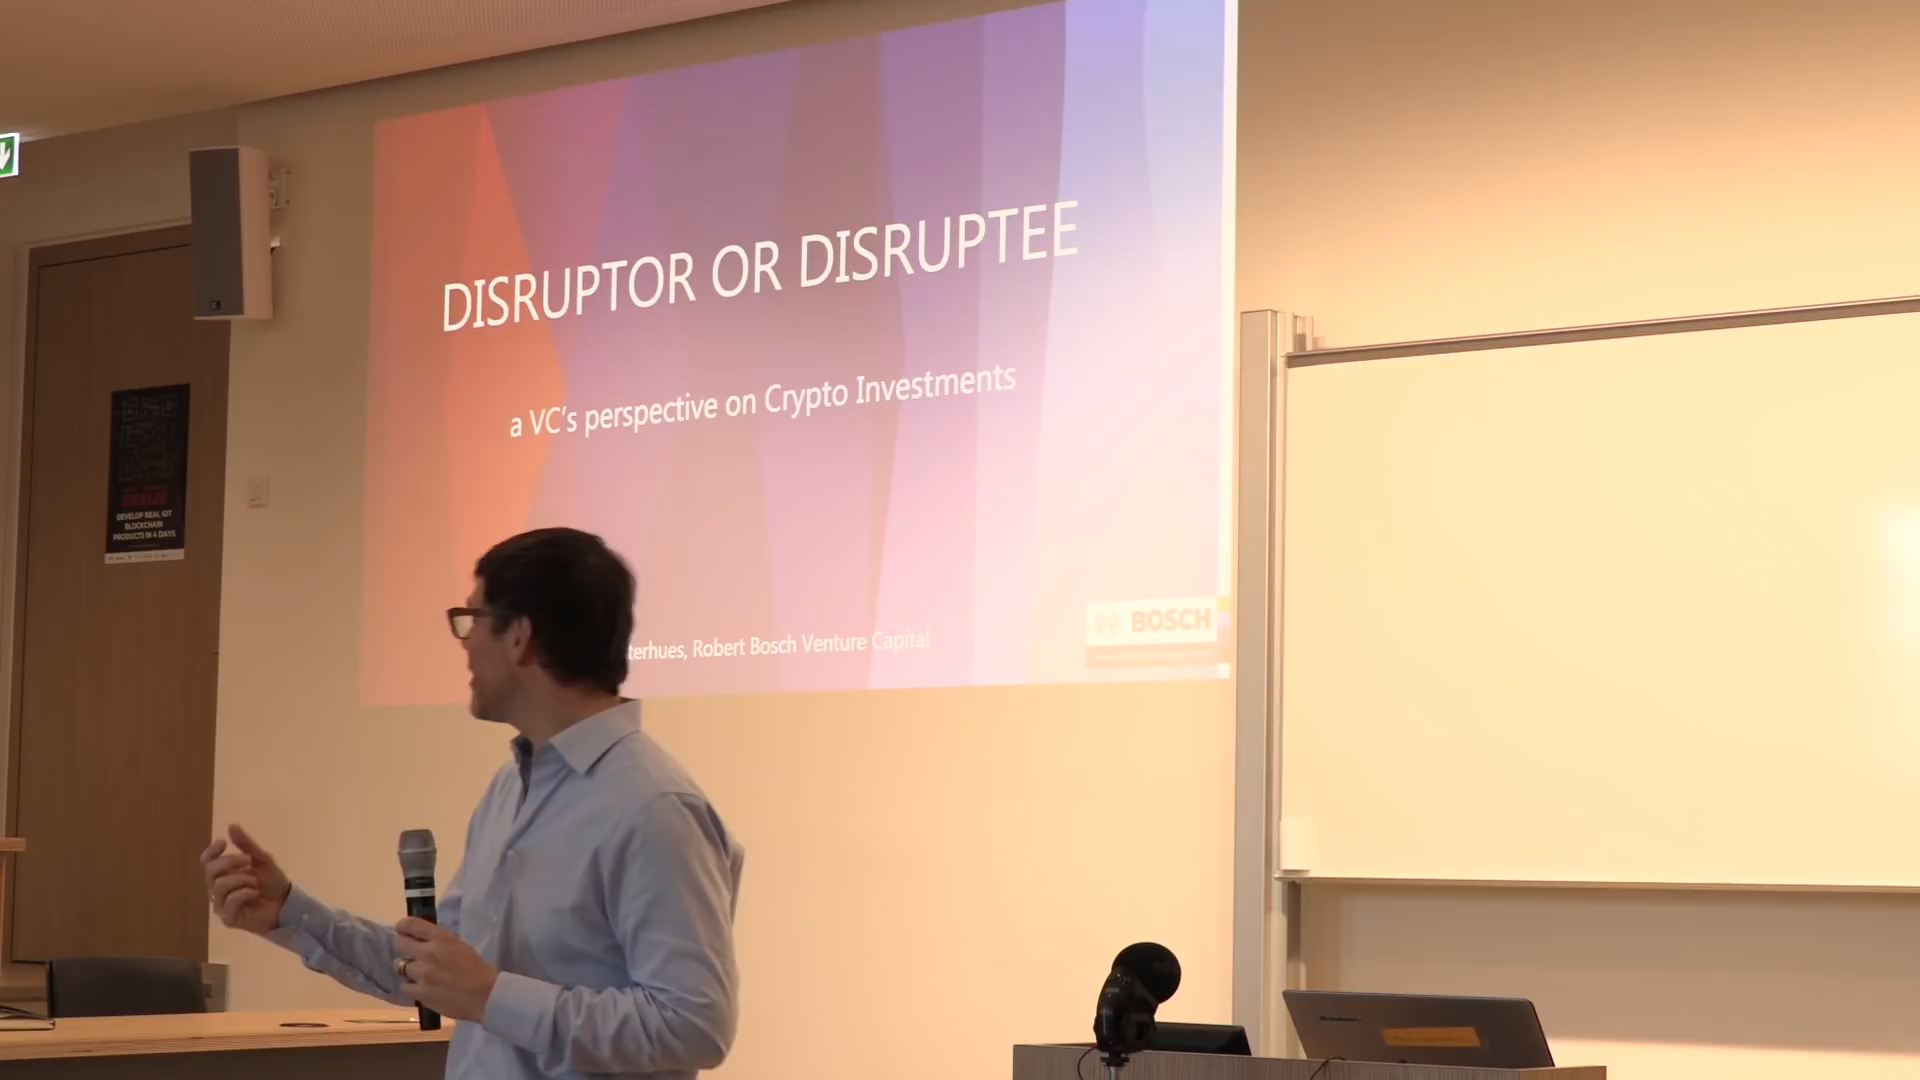 DISRUPTOR OR DISRUPTEE
a VC's perspective on Crypto Investments
terhues, Robert Bosch Venture Capital
BOSCH
DEVELOP REAL IOT
BLOCKCHAIN
PRODUCTS IN 4 DAYS